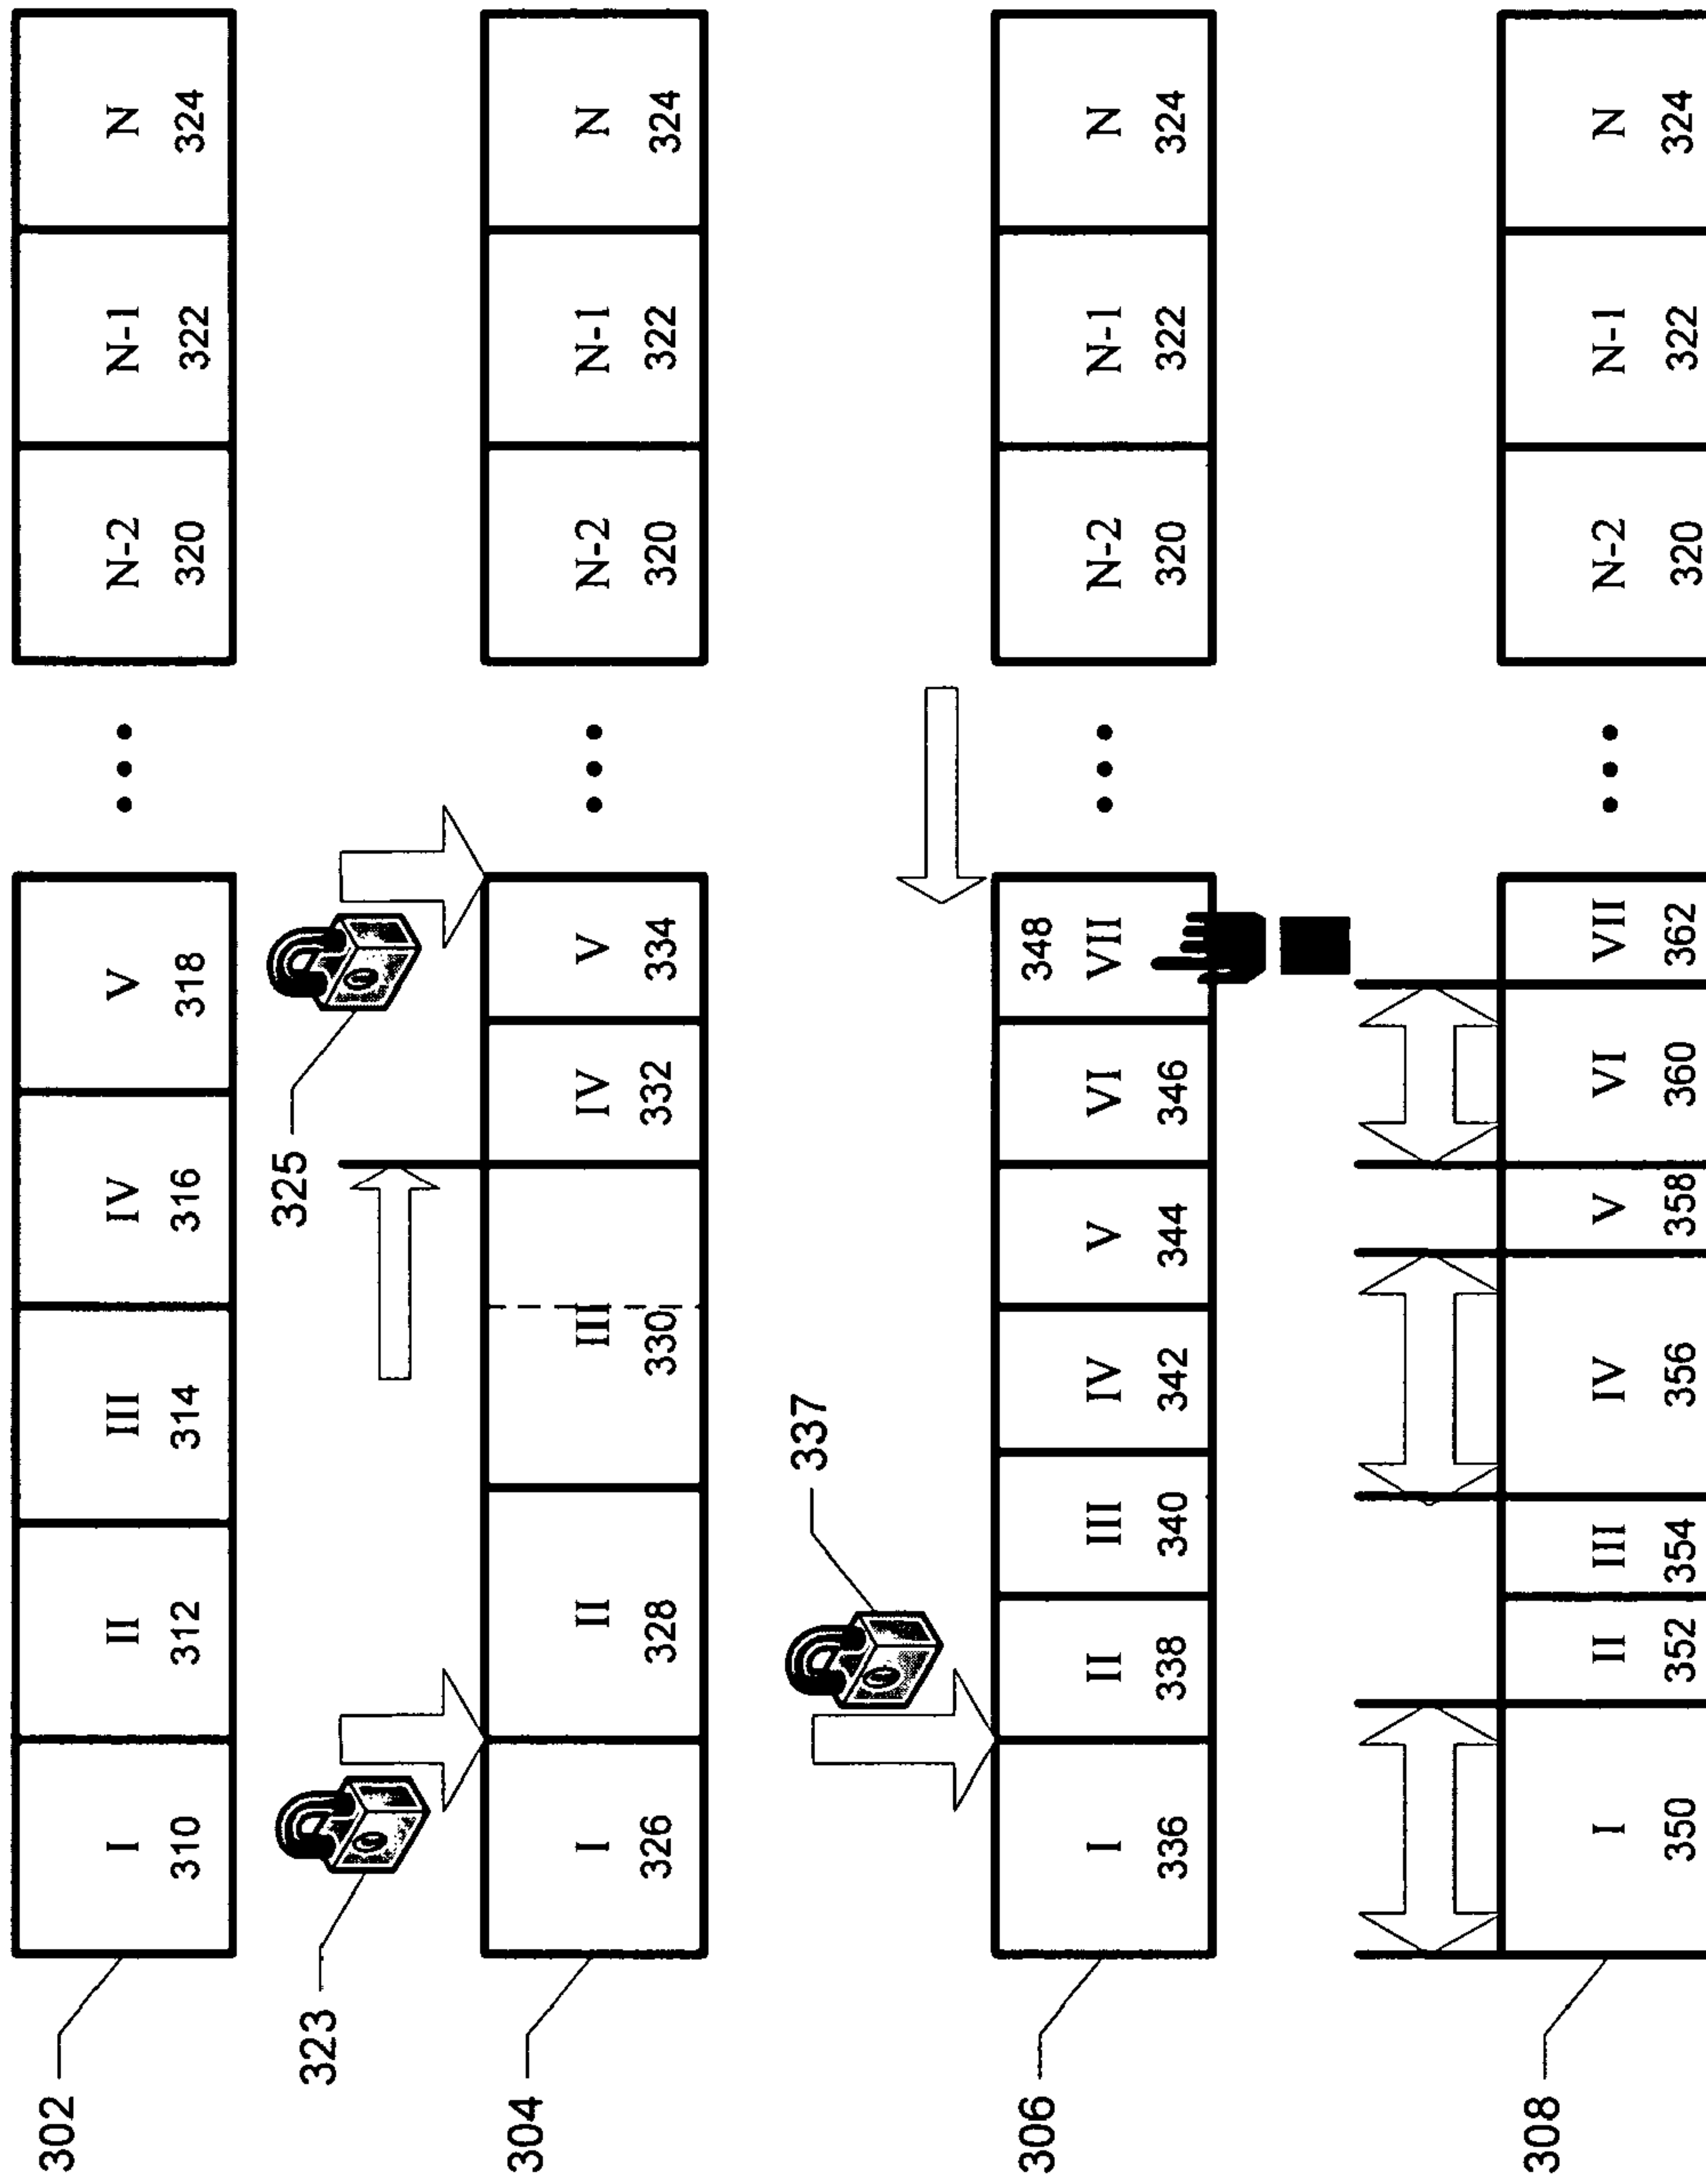 302
I II III IV V ... N-2 N-1 N
310 312 314 316 318 320 322 324
323 325
304
I II III IV V ... N-2 N-1 N
326 328 330 332 334 320 322 324
337
306
348
I II III IV V VI VII ... N-2 N-1 N
336 338 340 342 344 346 320 322 324
308
I II III IV V VI VII ... N-2 N-1 N
350 352 354 356 358 360 362 320 322 324